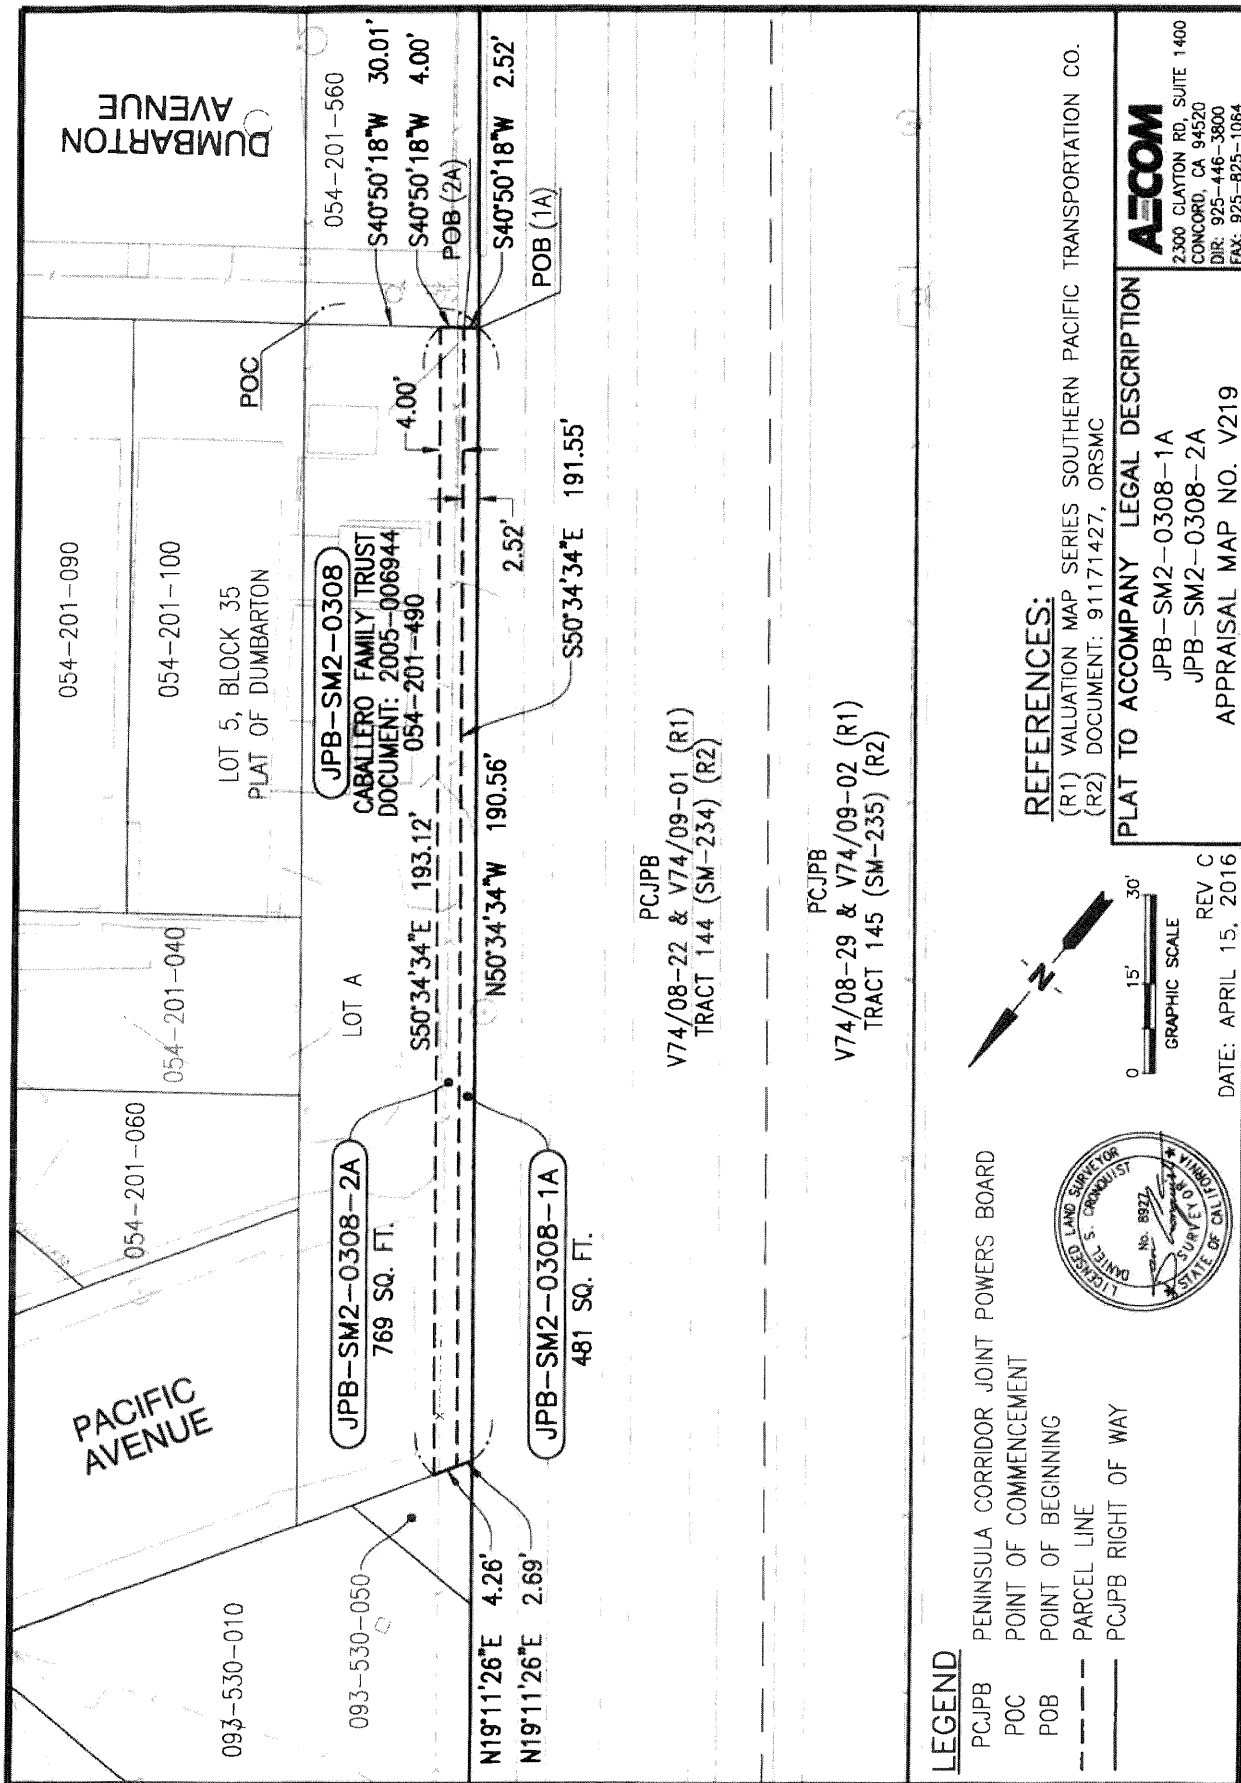 DUMBARTON
AVENUE
PACIFIC
AVENUE
054-201-090
054-201-100
LOT 5, BLOCK 35
PLAT OF DUMBARTON
054-201-040
054-201-060
093-530-010
093-530-050
054-201-560
LOT A
POC
JPB-SM2-0308
CABALLERO FAMILY TRUST
DOCUMENT: 2005-006944
054-201-490
S40°50'18"W 30.01'
S40°50'18"W 4.00'
POB (2A)
S40°50'18"W 2.52'
POB (1A)
4.00'
2.52'
S50°34'34"E 191.55'
S50°34'34"E 193.12'
N50°34'34"W 190.56'
JPB-SM2-0308-2A
769 SQ. FT.
JPB-SM2-0308-1A
481 SQ. FT.
N19°11'26"E 4.26'
N19°11'26"E 2.69'
PCJPB
V74/08-22 & V74/09-01 (R1)
TRACT 144 (SM-234) (R2)
PCJPB
V74/08-29 & V74/09-02 (R1)
TRACT 145 (SM-235) (R2)
LEGEND
PCJPB PENINSULA CORRIDOR JOINT POWERS BOARD
POC POINT OF COMMENCEMENT
POB POINT OF BEGINNING
PARCEL LINE
PCJPB RIGHT OF WAY
LICENSED LAND SURVEYOR
DANIEL S. CRONQUIST
No. 8927
SURVEYOR
STATE OF CALIFORNIA
N
0 15' 30'
GRAPHIC SCALE
REV C
DATE: APRIL 15, 2016
REFERENCES:
(R1) VALUATION MAP SERIES SOUTHERN PACIFIC TRANSPORTATION CO.
(R2) DOCUMENT: 91171427, ORSMC
PLAT TO ACCOMPANY LEGAL DESCRIPTION
JPB-SM2-0308-1A
JPB-SM2-0308-2A
APPRAISAL MAP NO. V219
AECOM
2300 CLAYTON RD, SUITE 1400
CONCORD, CA 94520
DIR: 925-446-3800
FAX: 925-825-1064